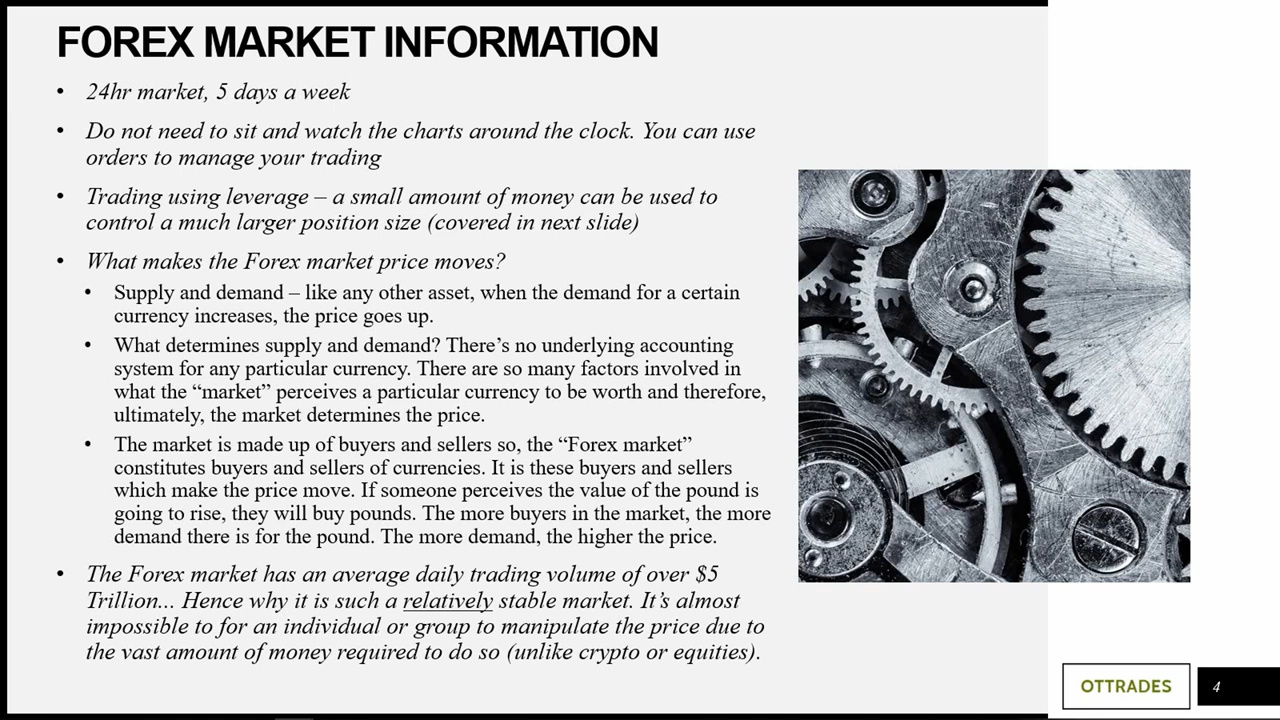 FOREX MARKET INFORMATION
• 24hr market, 5 days a week
• Do not need to sit and watch the charts around the clock. You can use
orders to manage your trading
• Trading using leverage – a small amount of money can be used to
control a much larger position size (covered in next slide)
• What makes the Forex market price moves?
• Supply and demand – like any other asset, when the demand for a certain
currency increases, the price goes up.
• What determines supply and demand? There’s no underlying accounting
system for any particular currency. There are so many factors involved in
what the “market” perceives a particular currency to be worth and therefore,
ultimately, the market determines the price.
• The market is made up of buyers and sellers so, the “Forex market”
constitutes buyers and sellers of currencies. It is these buyers and sellers
which make the price move. If someone perceives the value of the pound is
going to rise, they will buy pounds. The more buyers in the market, the more
demand there is for the pound. The more demand, the higher the price.
• The Forex market has an average daily trading volume of over $5
Trillion... Hence why it is such a relatively stable market. It’s almost
impossible to for an individual or group to manipulate the price due to
the vast amount of money required to do so (unlike crypto or equities).
OTTRADES
4